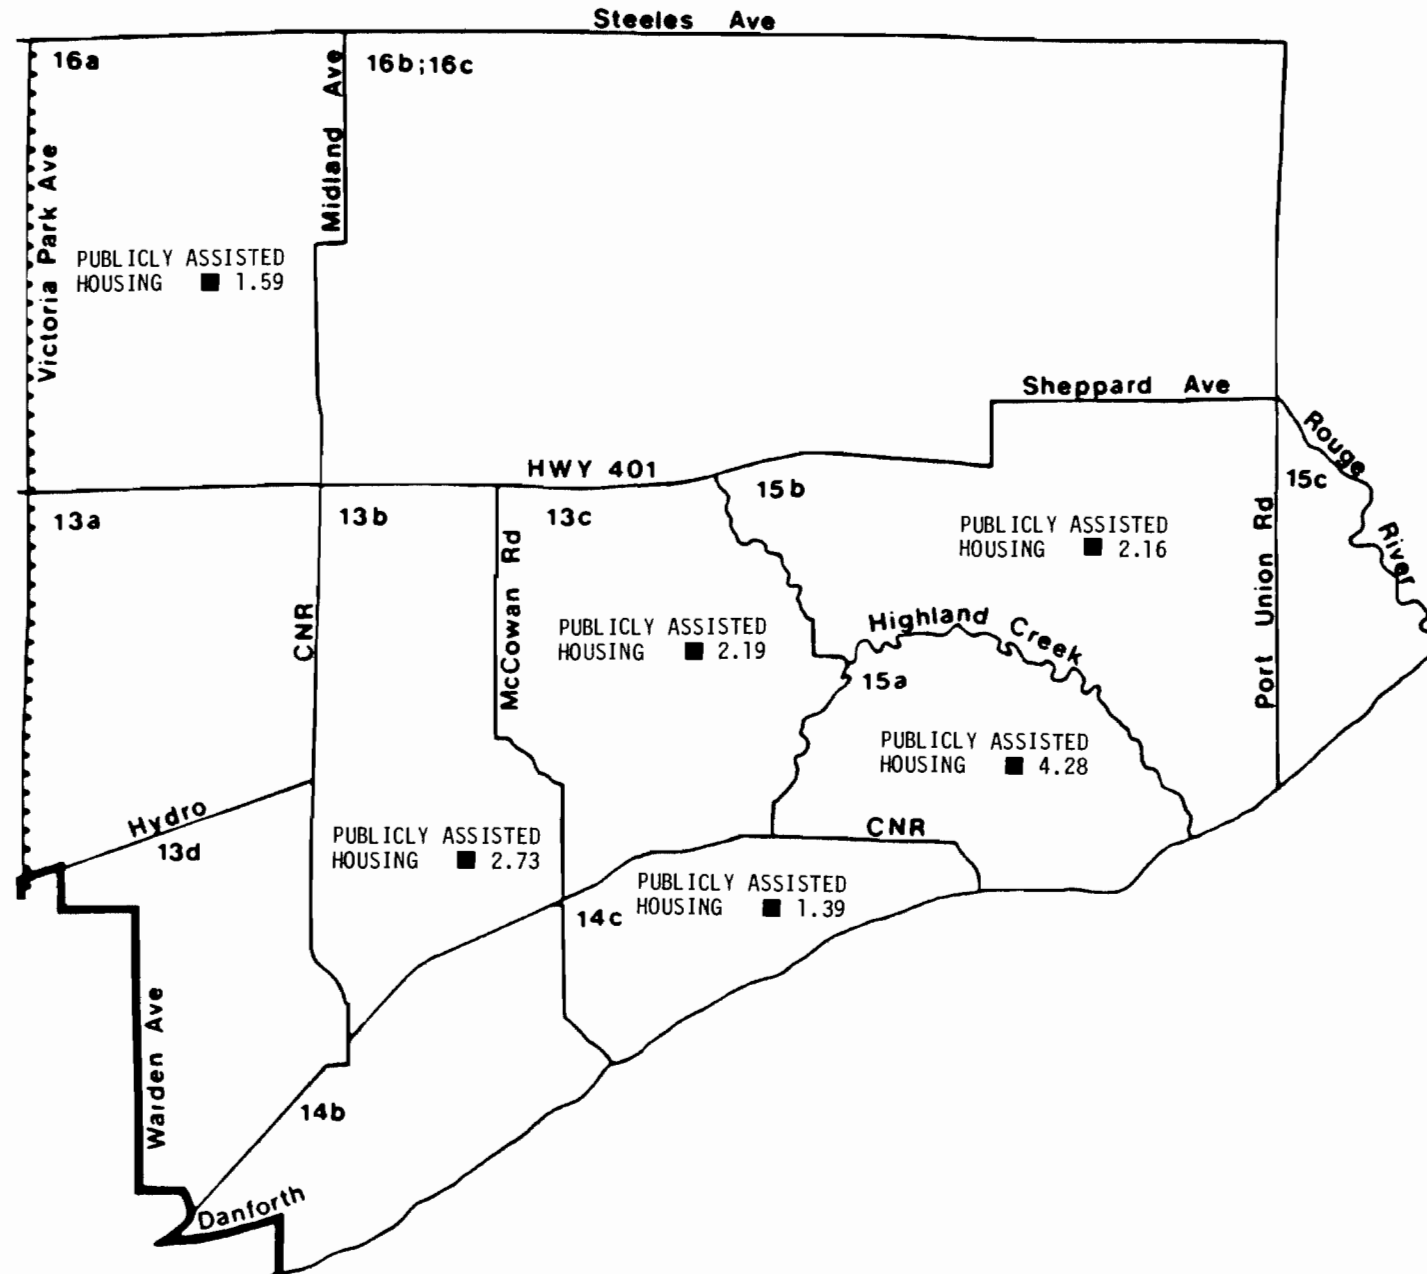 Steeles Ave
16a
Midland Ave
16b;16c
Victoria Park Ave
PUBLICLY ASSISTED
HOUSING ■ 1.59
Sheppard Ave
Rouge River
HWY 401
15b
15c
13a
13b
13c
PUBLICLY ASSISTED
HOUSING ■ 2.16
McCowan Rd
Port Union Rd
CNR
PUBLICLY ASSISTED
HOUSING ■ 2.19
Highland Creek
15a
PUBLICLY ASSISTED
HOUSING ■ 4.28
Hydro
13d
PUBLICLY ASSISTED
HOUSING ■ 2.73
CNR
PUBLICLY ASSISTED
HOUSING ■ 1.39
14c
Warden Ave
14b
Danforth